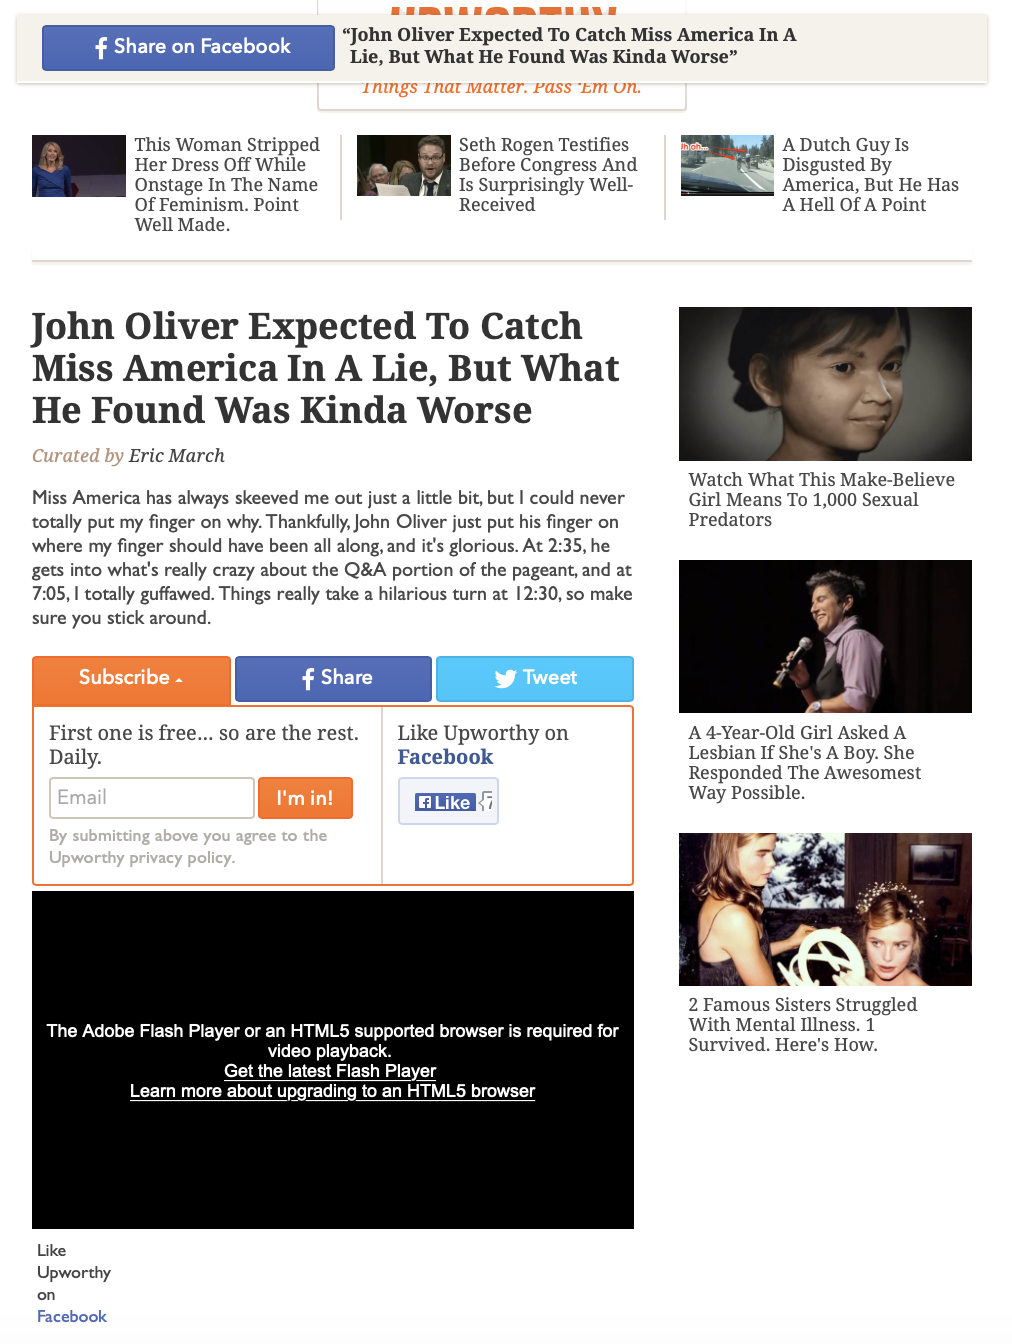 UPWORTHY
Share on Facebook
“John Oliver Expected To Catch Miss America In A
Lie, But What He Found Was Kinda Worse”
Things That Matter. Pass 'Em On.
This Woman Stripped
Her Dress Off While
Onstage In The Name
Of Feminism. Point
Well Made.
Seth Rogen Testifies
Before Congress And
Is Surprisingly Well-
Received
Uh oh...
A Dutch Guy Is
Disgusted By
America, But He Has
A Hell Of A Point
John Oliver Expected To Catch
Miss America In A Lie, But What
He Found Was Kinda Worse
Curated by Eric March
Miss America has always skeeved me out just a little bit, but I could never
totally put my finger on why. Thankfully, John Oliver just put his finger on
where my finger should have been all along, and it's glorious. At 2:35, he
gets into what's really crazy about the Q&A portion of the pageant, and at
7:05, I totally guffawed. Things really take a hilarious turn at 12:30, so make
sure you stick around.
Subscribe
Share
Tweet
First one is free... so are the rest.
Daily.
Email
I'm in!
By submitting above you agree to the
Upworthy privacy policy.
Like Upworthy on
Facebook
Like
The Adobe Flash Player or an HTML5 supported browser is required for
video playback.
Get the latest Flash Player
Learn more about upgrading to an HTML5 browser
Like
Upworthy
on
Facebook
Watch What This Make-Believe
Girl Means To 1,000 Sexual
Predators
A 4-Year-Old Girl Asked A
Lesbian If She's A Boy. She
Responded The Awesomest
Way Possible.
2 Famous Sisters Struggled
With Mental Illness. 1
Survived. Here's How.